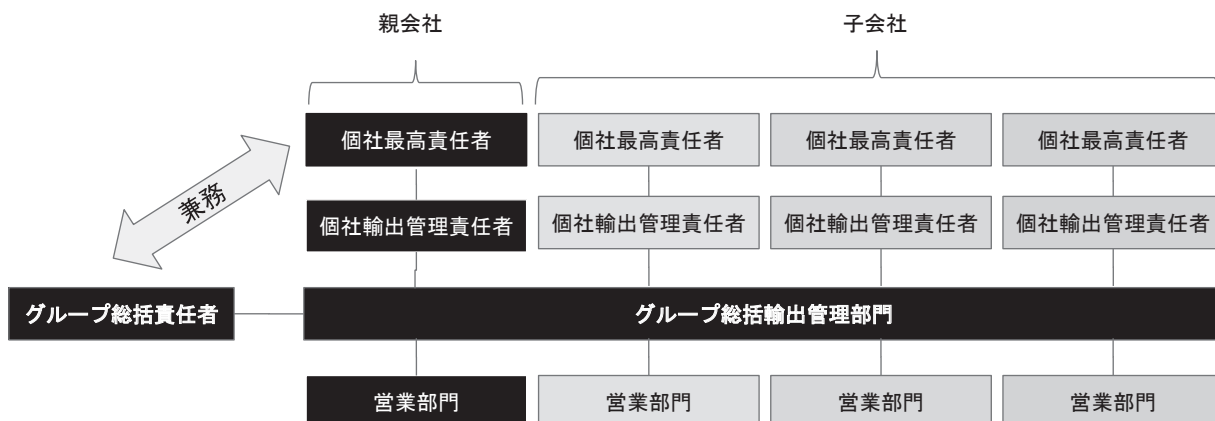 親会社
子会社
個社最高責任者
個社最高責任者
個社最高責任者
個社最高責任者
兼務
個社輸出管理責任者
個社輸出管理責任者
個社輸出管理責任者
個社輸出管理責任者
グループ総括責任者
グループ総括輸出管理部門
営業部門
営業部門
営業部門
営業部門